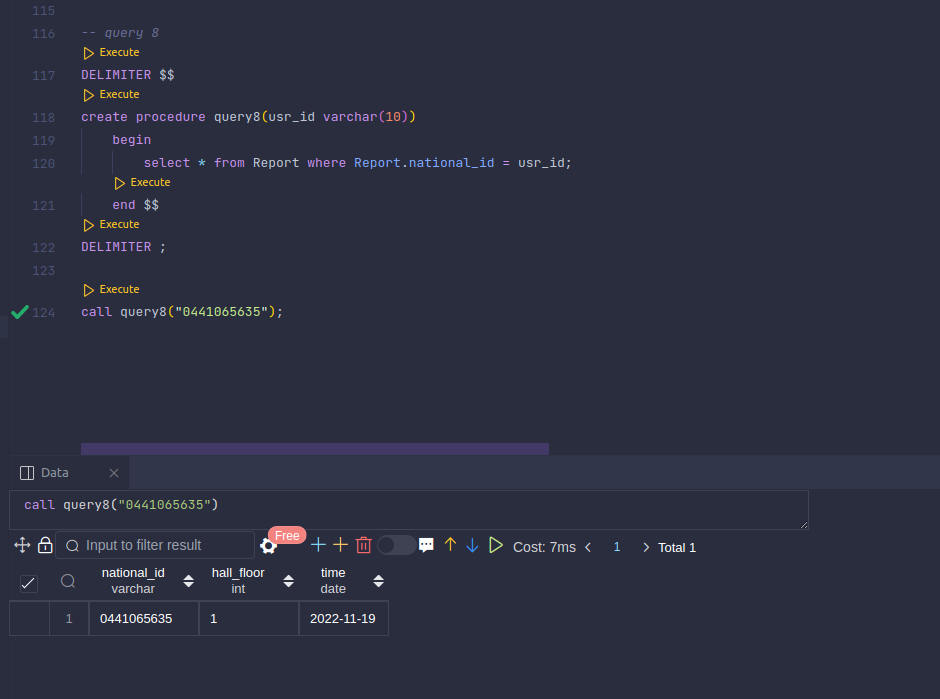 115
116 -- query 8
Execute
117 DELIMITER $$
Execute
118 create procedure query8(usr_id varchar(10))
119 begin
120 select * from Report where Report.national_id = usr_id;
Execute
121 end $$
Execute
122 DELIMITER ;
123
Execute
124 call query8("0441065635");
Data
call query8("0441065635")
Input to filter result Free Cost: 7ms 1 Total 1
national_id hall_floor time
varchar int date
1 0441065635 1 2022-11-19